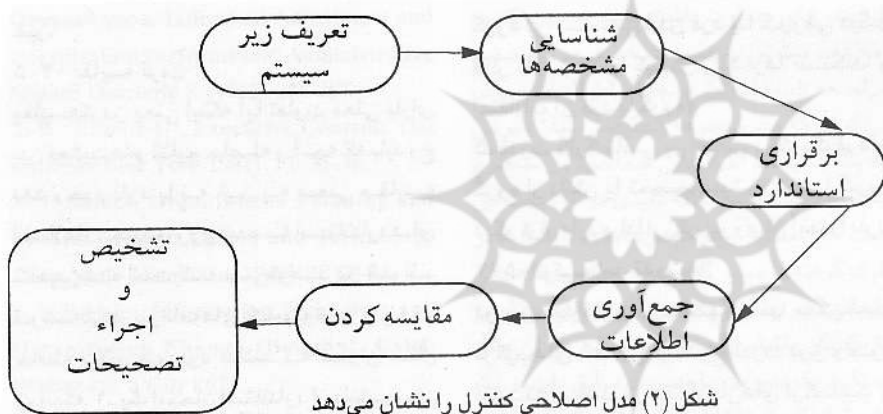 تعریف زیر
سیستم
شناسایی
مشخصه‌ها
برقراری
استاندارد
جمع‌آوری
اطلاعات
مقایسه کردن
تشخیص
و
اجراء
تصحیحات
شکل (۲) مدل اصلاحی کنترل را نشان می‌دهد